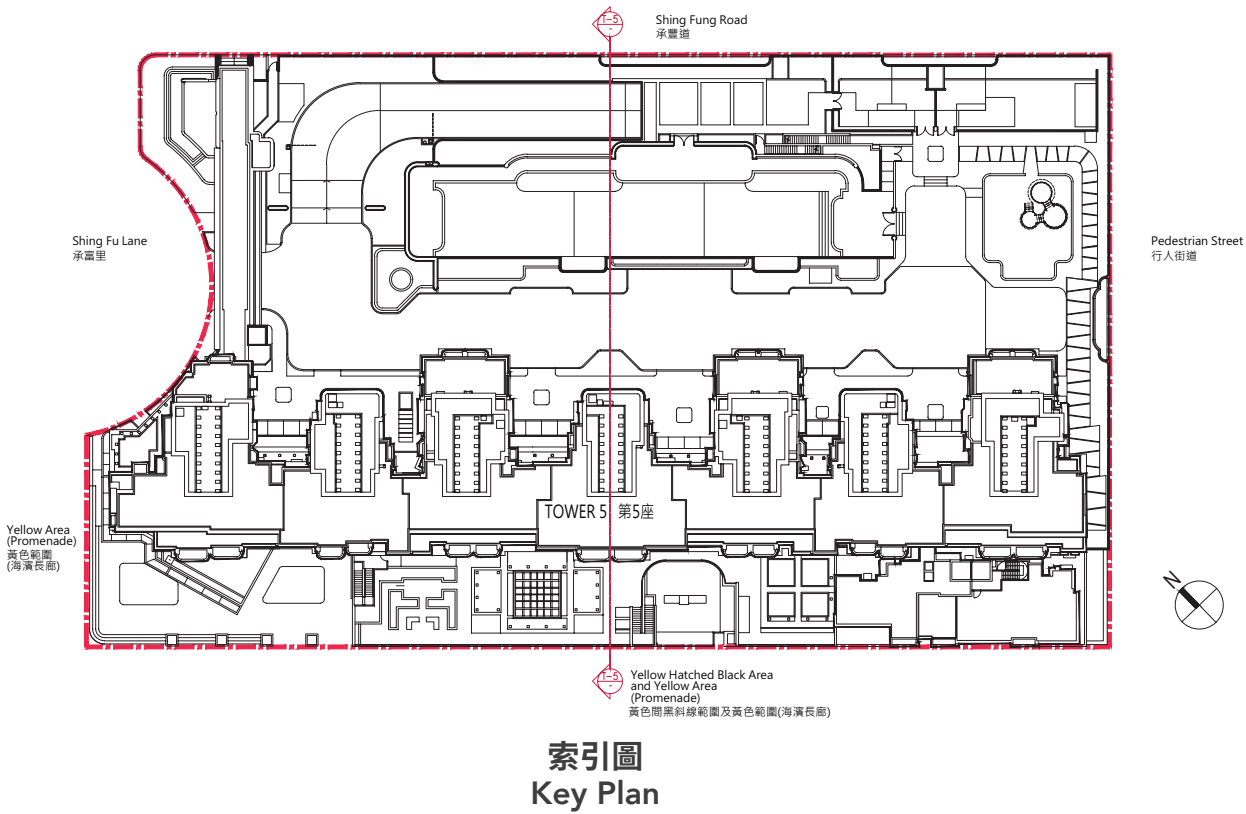 T-5
-
Shing Fung Road
承豐道
Shing Fu Lane
承富里
Pedestrian Street
行人街道
TOWER 5 第5座
Yellow Area
(Promenade)
黃色範圍
(海濱長廊)
N
T-5
-
Yellow Hatched Black Area
and Yellow Area
(Promenade)
黃色間黑斜線範圍及黃色範圍(海濱長廊)
索引圖
Key Plan